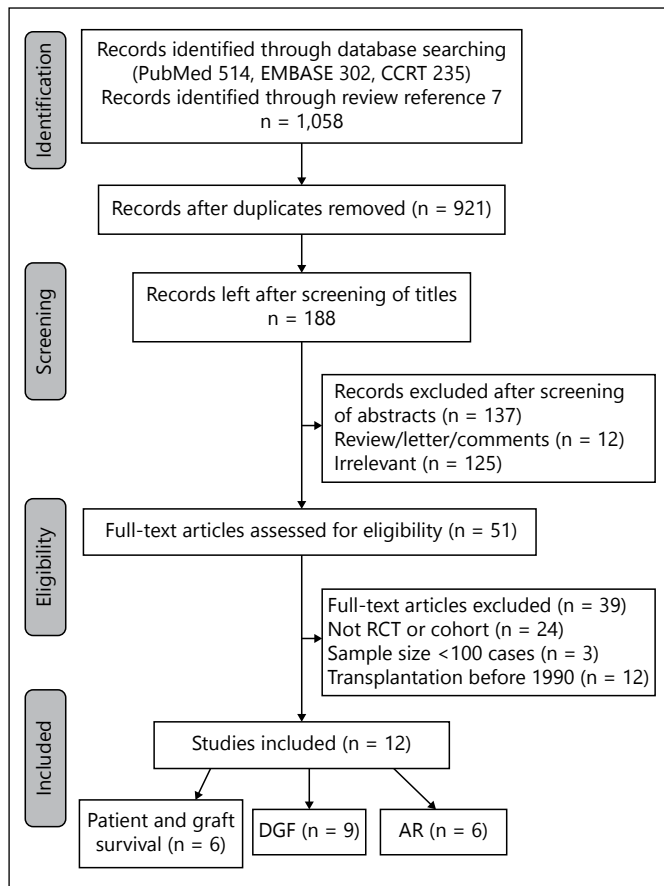 Identification
Records identified through database searching
(PubMed 514, EMBASE 302, CCRT 235)
Records identified through review reference 7
n = 1,058
Records after duplicates removed (n = 921)
Screening
Records left after screening of titles
n = 188
Records excluded after screening
of abstracts (n = 137)
Review/letter/comments (n = 12)
Irrelevant (n = 125)
Eligibility
Full-text articles assessed for eligibility (n = 51)
Full-text articles excluded (n = 39)
Not RCT or cohort (n = 24)
Sample size <100 cases (n = 3)
Transplantation before 1990 (n = 12)
Included
Studies included (n = 12)
Patient and graft
survival (n = 6)
DGF (n = 9)
AR (n = 6)